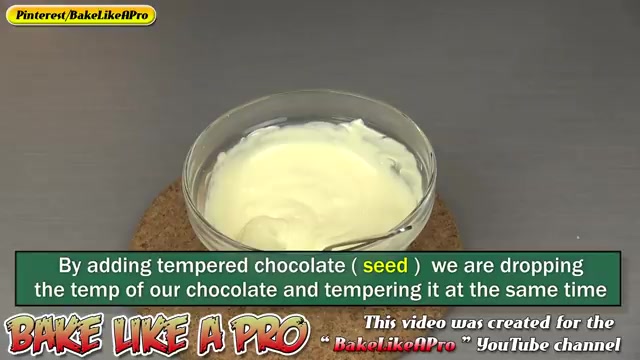 Pinterest/BakeLikeAPro
By adding tempered chocolate ( seed ) we are dropping
the temp of our chocolate and tempering it at the same time
BAKE LIKE A PRO
This video was created for the
“ BakeLikeAPro ” YouTube channel